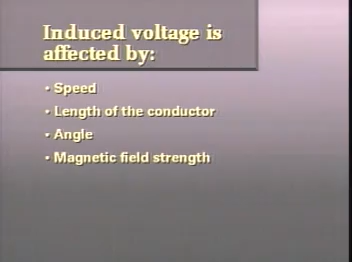 Induced voltage is
affected by:
• Speed
• Length of the conductor
• Angle
• Magnetic field strength